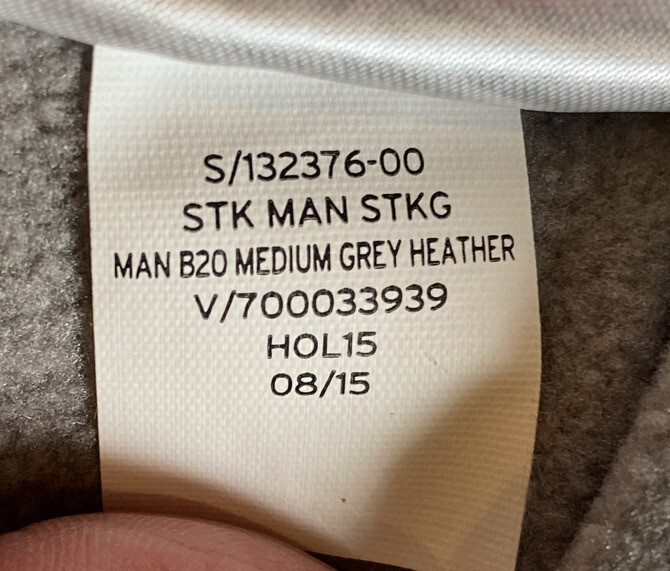 S/132376-00
STK MAN STKG
MAN B20 MEDIUM GREY HEATHER
V/700033939
HOL15
08/15